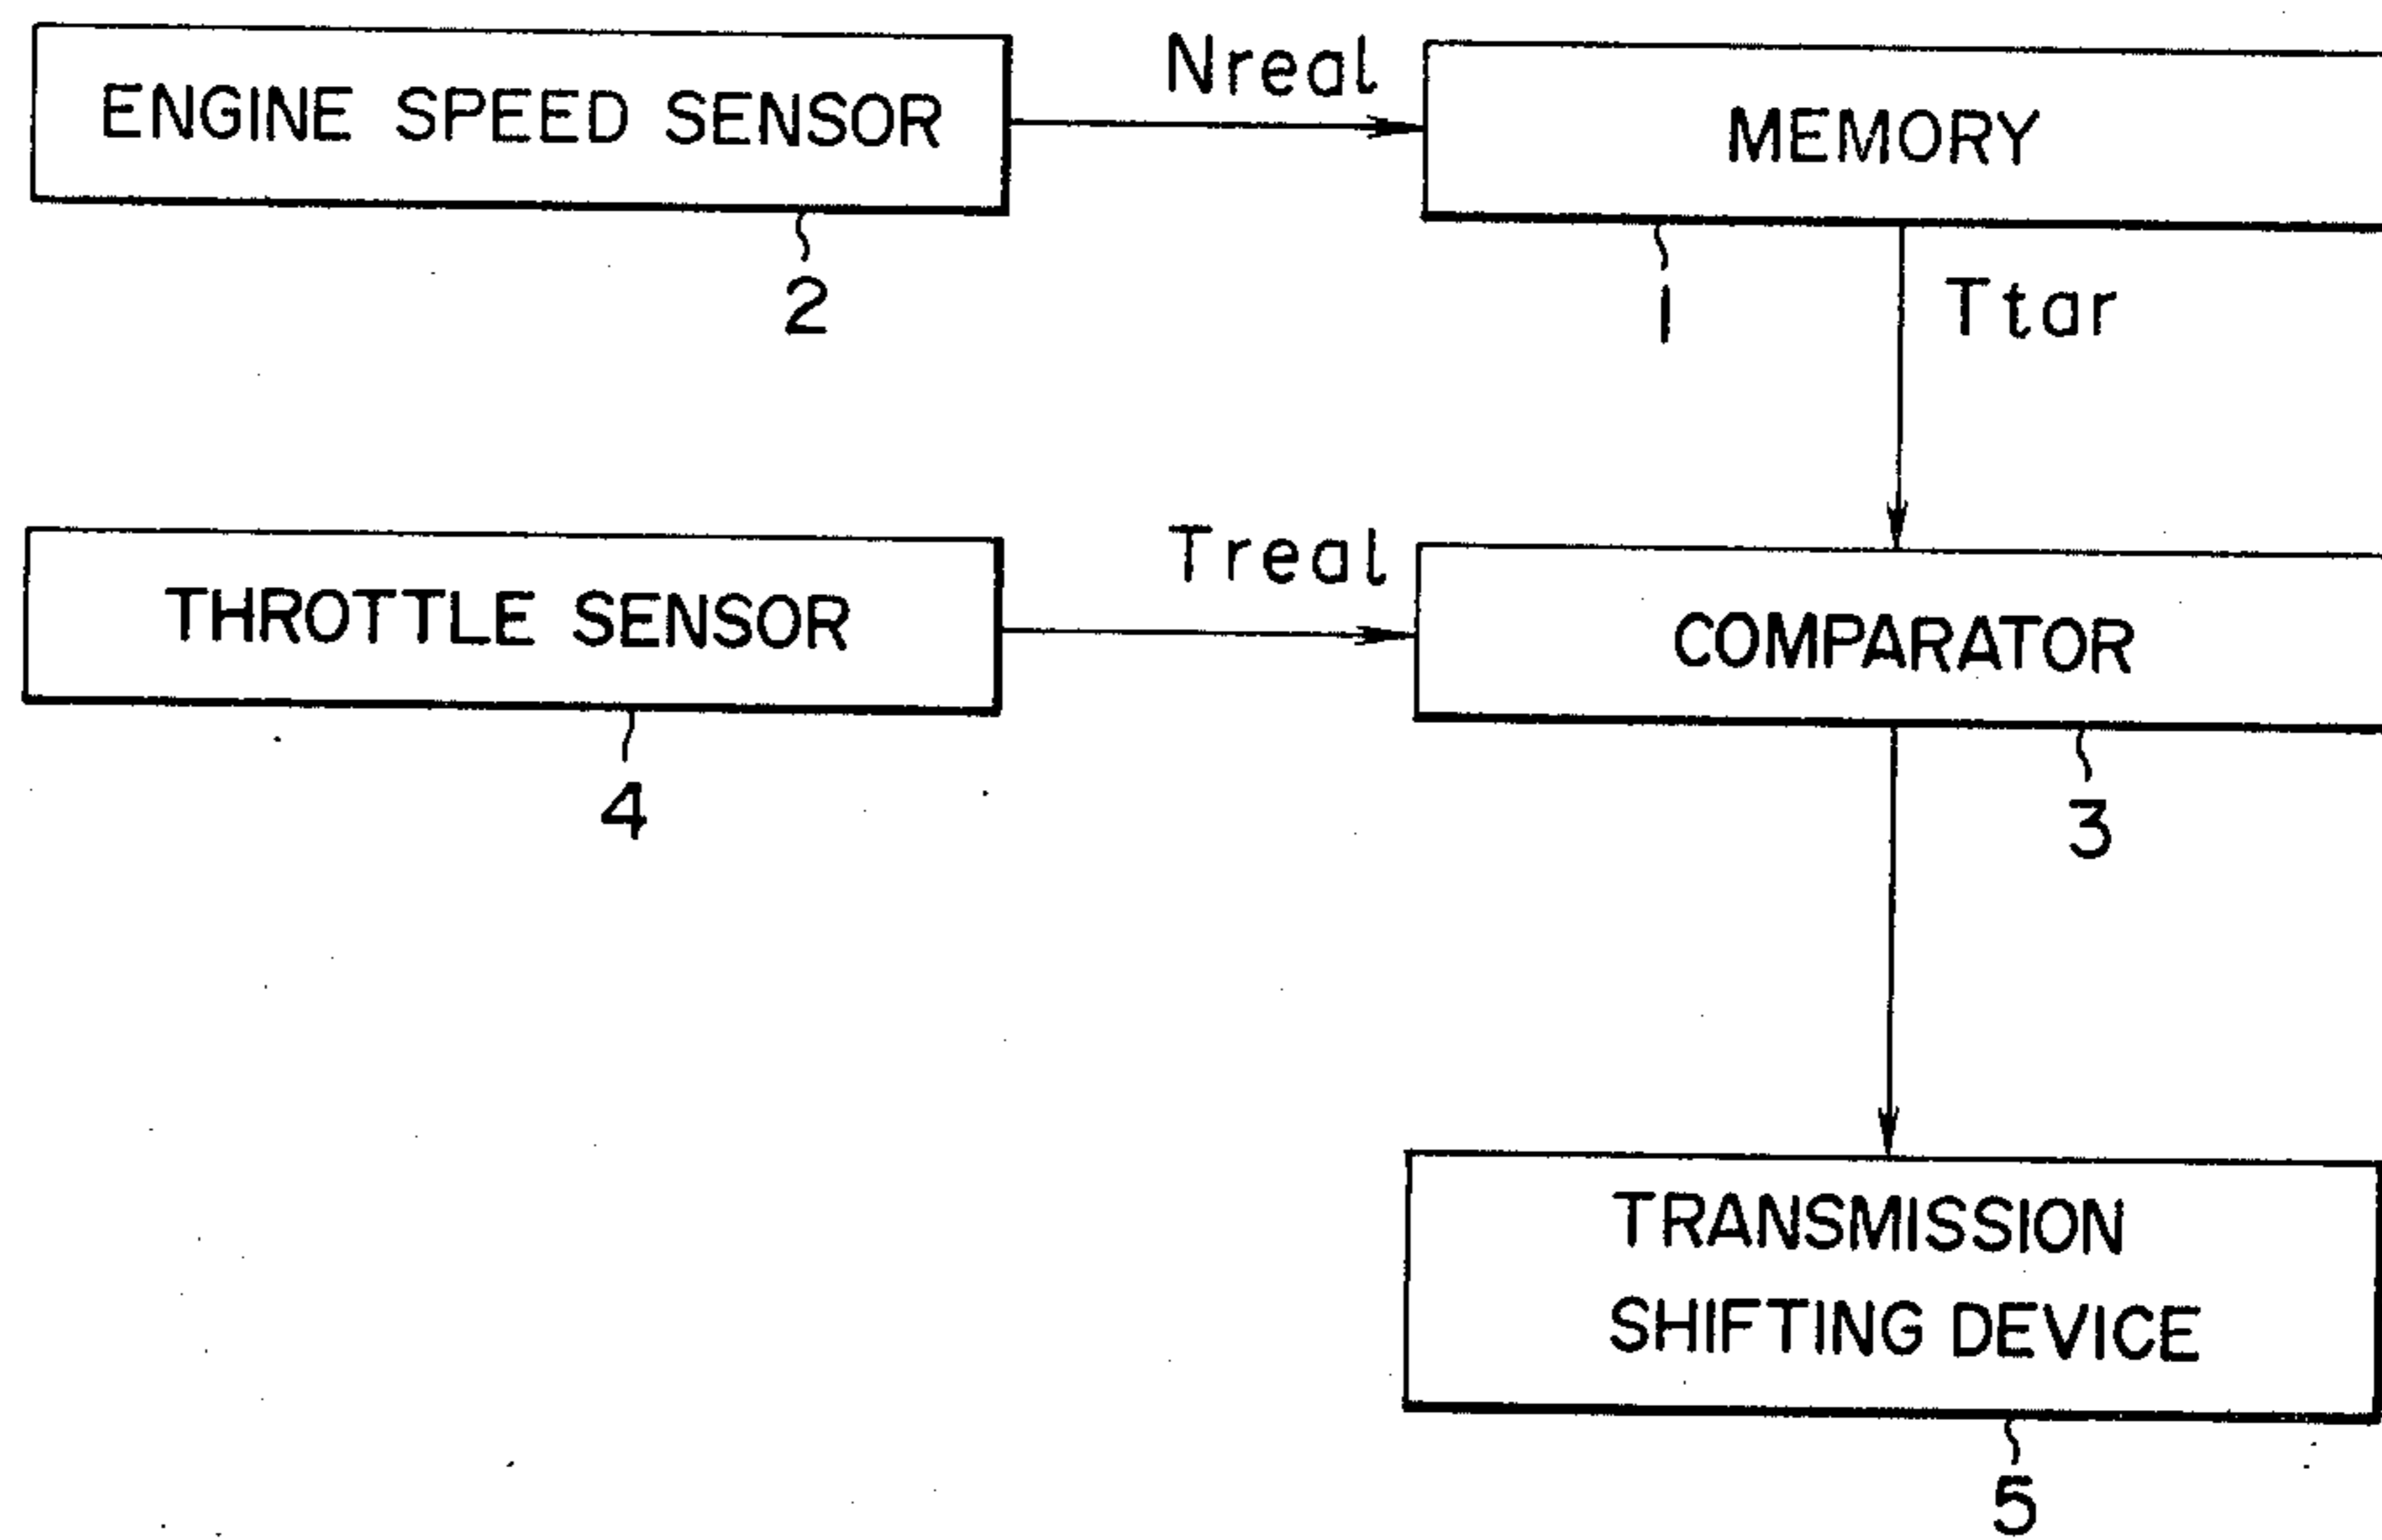 ENGINE SPEED SENSOR
Nreal
MEMORY
2
1
Ttar
THROTTLE SENSOR
Treal
COMPARATOR
4
3
TRANSMISSION
SHIFTING DEVICE
5